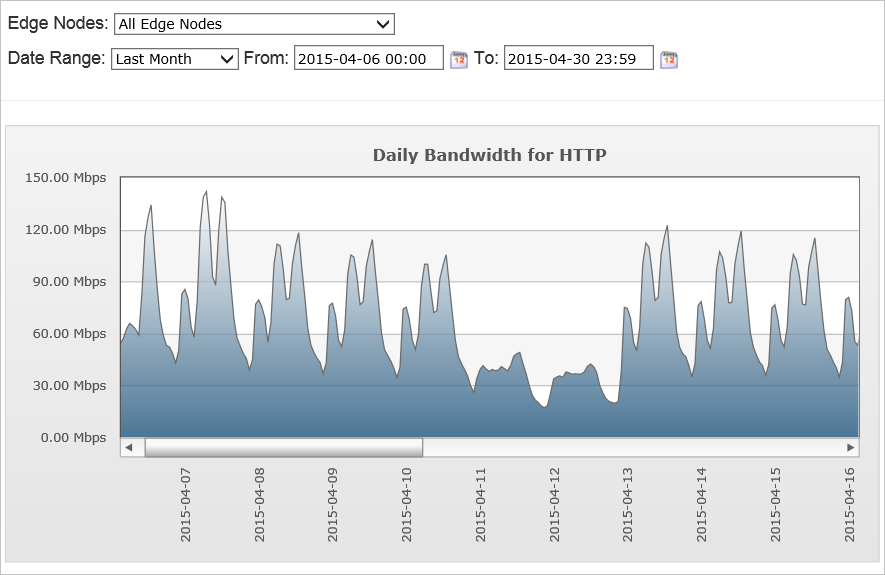 Edge Nodes: All Edge Nodes
Date Range: Last Month From: 2015-04-06 00:00 12 To: 2015-04-30 23:59 12
Daily Bandwidth for HTTP
150.00 Mbps
120.00 Mbps
90.00 Mbps
60.00 Mbps
30.00 Mbps
0.00 Mbps
2015-04-07
2015-04-08
2015-04-09
2015-04-10
2015-04-11
2015-04-12
2015-04-13
2015-04-14
2015-04-15
2015-04-16